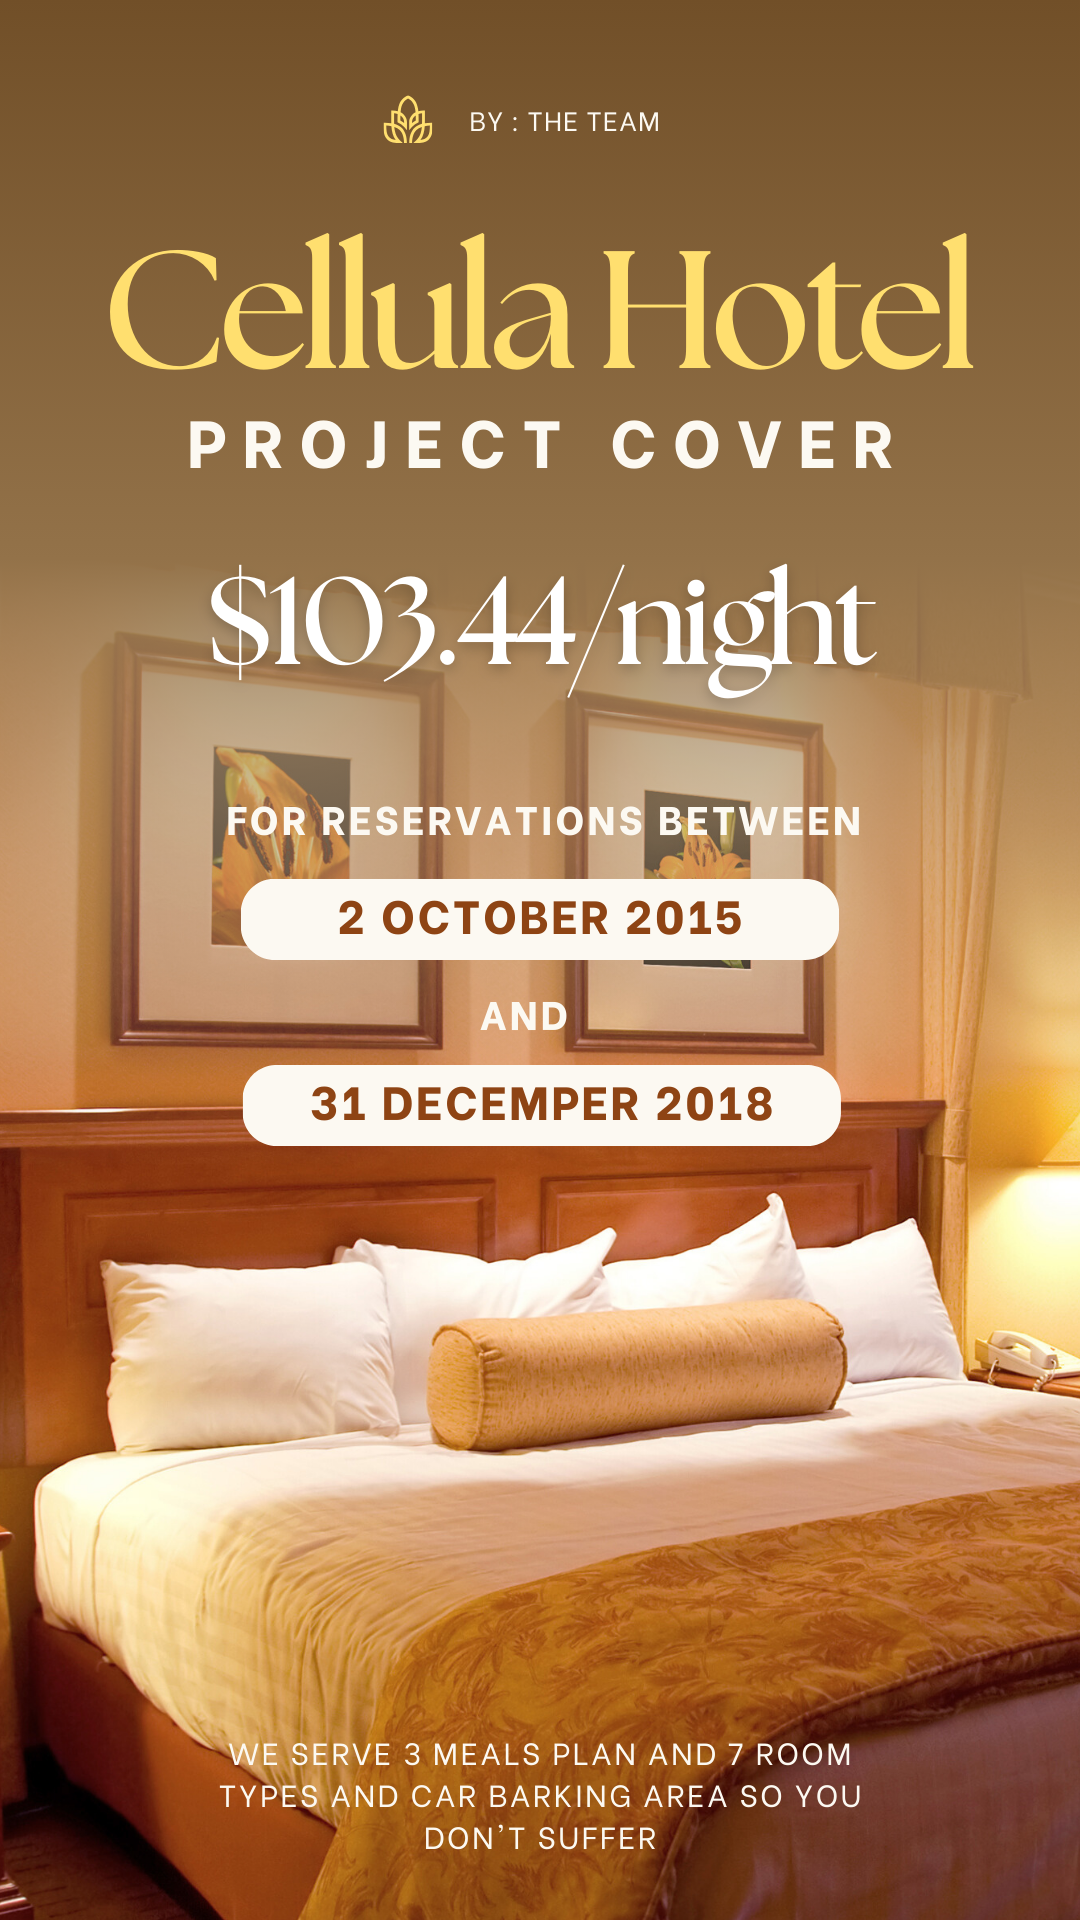 BY : THE TEAM
Cellula Hotel
PROJECT COVER
$103.44/night
FOR RESERVATIONS BETWEEN
2 OCTOBER 2015
AND
31 DECEMPER 2018
WE SERVE 3 MEALS PLAN AND 7 ROOM
TYPES AND CAR BARKING AREA SO YOU
DON'T SUFFER